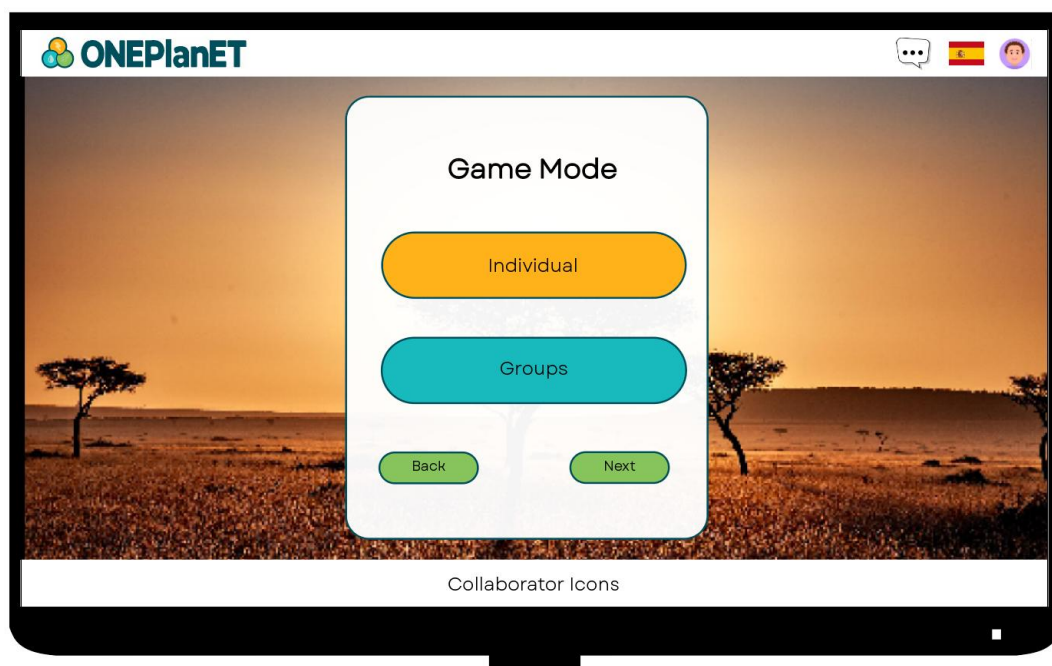 ONEPlanET
Game Mode
Individual
Groups
Back
Next
Collaborator Icons